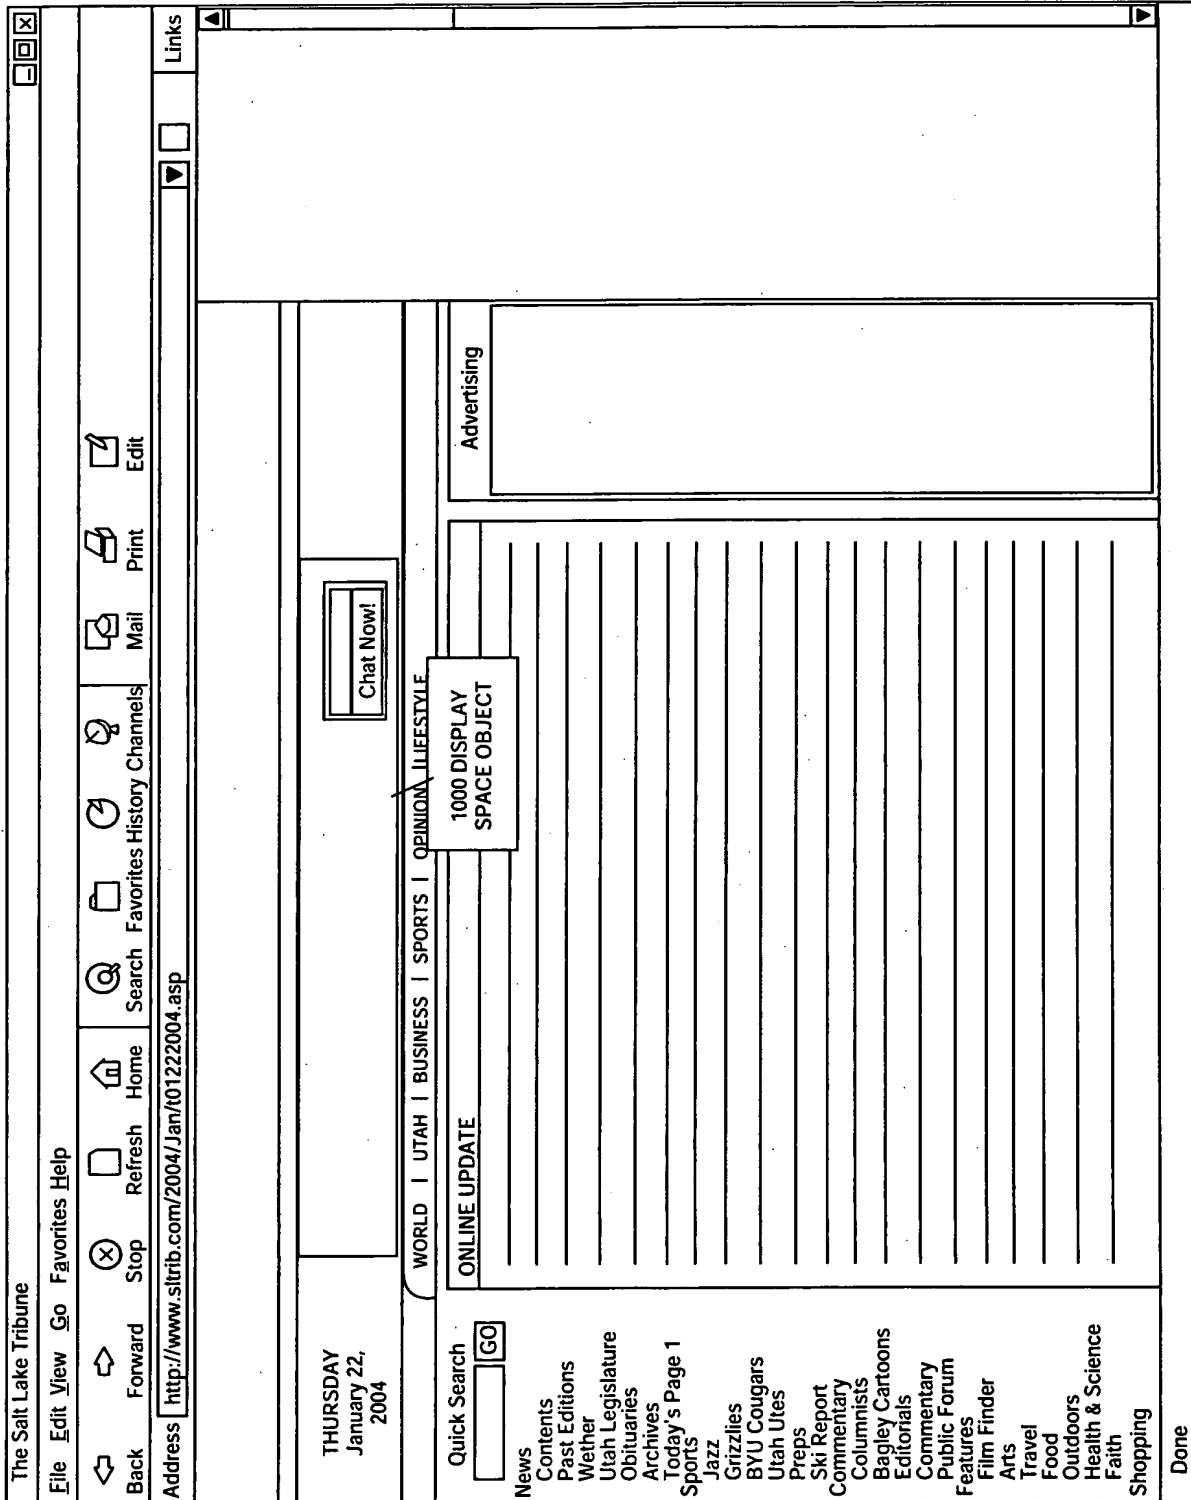 The Salt Lake Tribune
File Edit View Go Favorites Help
Back Forward Stop Refresh Home Search Favorites History Channels Mail Print Edit
Address http://www.sltrib.com/2004/Jan/t01222004.asp Links
THURSDAY
January 22,
2004
Chat Now!
WORLD | UTAH | BUSINESS | SPORTS | OPINION | LIFESTYLE
1000 DISPLAY
SPACE OBJECT
Quick Search
GO
ONLINE UPDATE
Advertising
News
Contents
Past Editions
Wether
Utah Legislature
Obituaries
Archives
Today's Page 1
Sports
Jazz
Grizzlies
BYU Cougars
Utah Utes
Preps
Ski Report
Commentary
Columnists
Bagley Cartoons
Editorials
Commentary
Public Forum
Features
Film Finder
Arts
Travel
Food
Outdoors
Health & Science
Faith
Shopping
Done